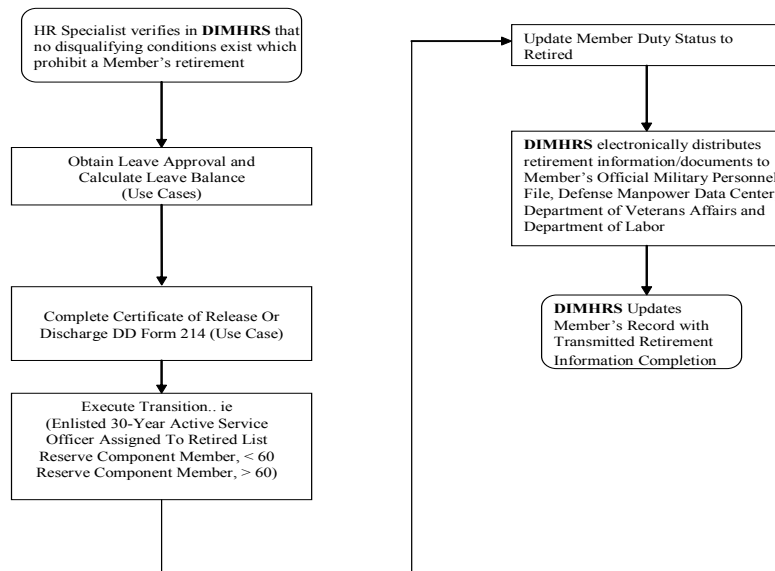 HR Specialist verifies in DIMHRS that
no disqualifying conditions exist which
prohibit a Member's retirement
Obtain Leave Approval and
Calculate Leave Balance
(Use Cases)
Complete Certificate of Release Or
Discharge DD Form 214 (Use Case)
Execute Transition.. ie
(Enlisted 30-Year Active Service
Officer Assigned To Retired List
Reserve Component Member, < 60
Reserve Component Member, > 60)
Update Member Duty Status to
Retired
DIMHRS electronically distributes
retirement information/documents to
Member's Official Military Personnel
File, Defense Manpower Data Center
Department of Veterans Affairs and
Department of Labor
DIMHRS Updates
Member's Record with
Transmitted Retirement
Information Completion